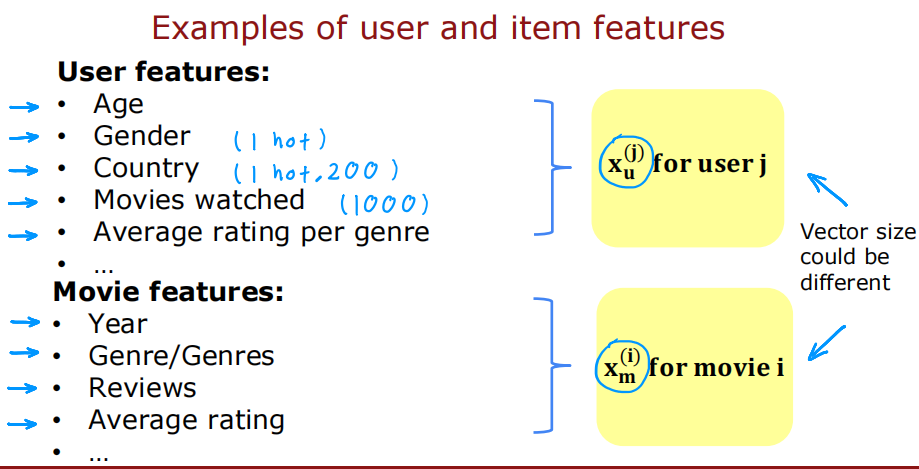 Examples of user and item features
User features:
• Age
• Gender (1 hot)
• Country (1 hot, 200)
• Movies watched (1000)
• Average rating per genre
• ...
x_u^(j) for user j
Vector size
could be
different
Movie features:
• Year
• Genre/Genres
• Reviews
• Average rating
• ...
x_m^(i) for movie i